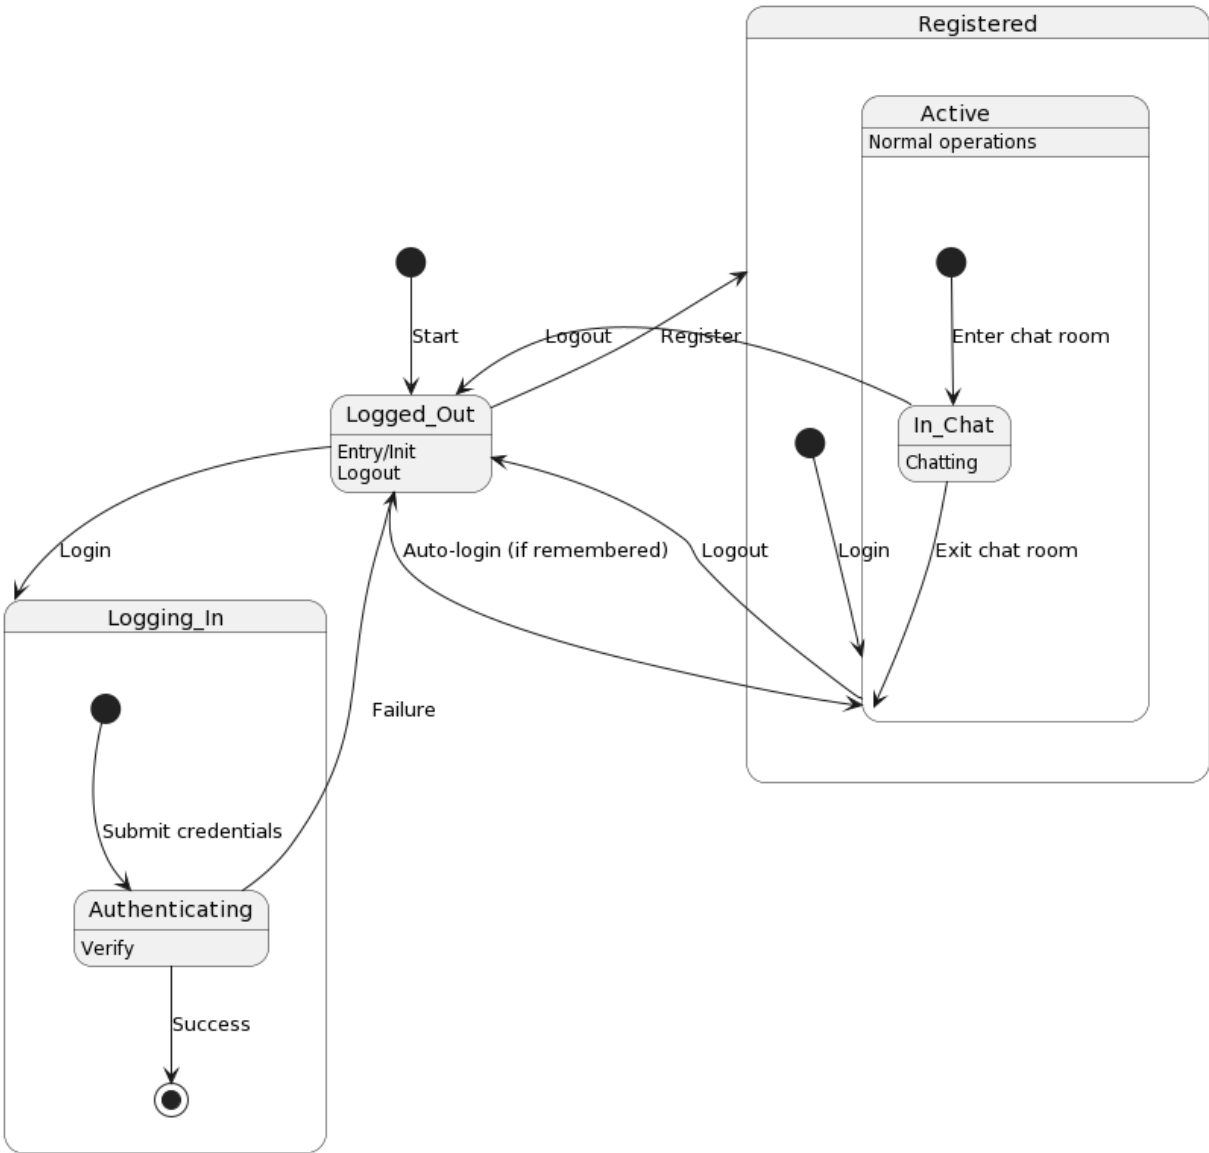 Registered
Active
Normal operations
Start
Logout
Register
Enter chat room
Logged_Out
Entry/Init
Logout
In_Chat
Chatting
Login
Auto-login (if remembered)
Logout
Login
Exit chat room
Logging_In
Failure
Submit credentials
Authenticating
Verify
Success